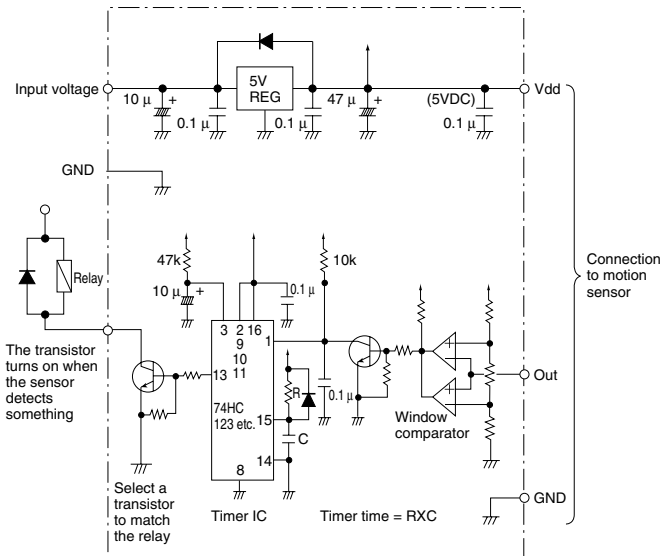 Input voltage
10 μ
+
0.1 μ
5V
REG
0.1 μ
47 μ
+
(5VDC)
0.1 μ
Vdd
GND
47k
10 μ
+
0.1 μ
10k
Relay
The transistor
turns on when
the sensor
detects
something
3 2 16
9
10
11
1
13
74HC
123 etc.
15
14
8
R
C
0.1 μ
+
−
+
−
Window
comparator
Out
Connection
to motion
sensor
GND
Select a
transistor
to match
the relay
Timer IC
Timer time = RXC